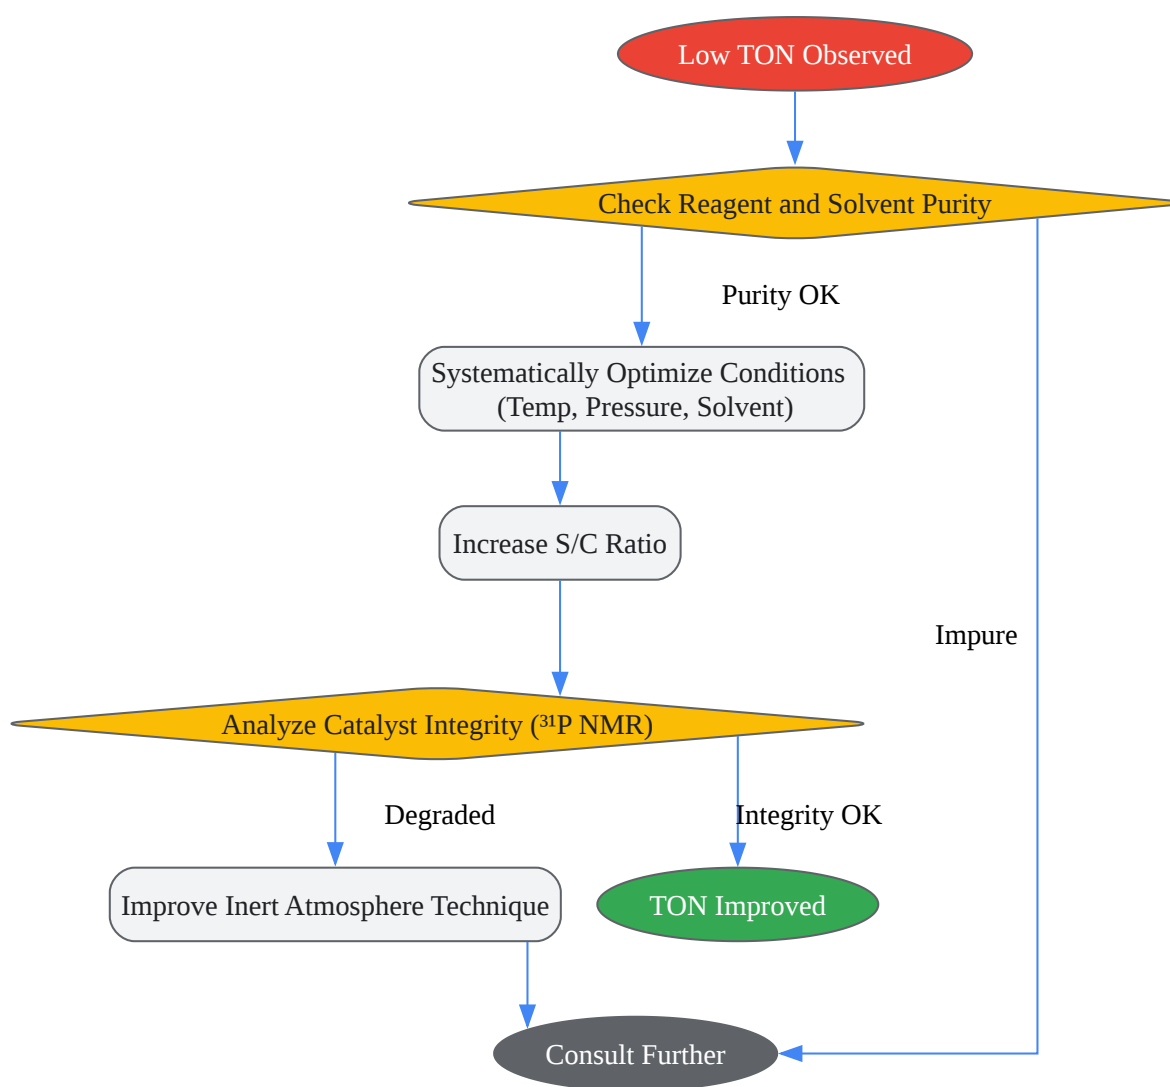 Low TON Observed
Check Reagent and Solvent Purity
Purity OK
Systematically Optimize Conditions
(Temp, Pressure, Solvent)
Increase S/C Ratio
Impure
Analyze Catalyst Integrity (³¹P NMR)
Degraded
Integrity OK
Improve Inert Atmosphere Technique
TON Improved
Consult Further